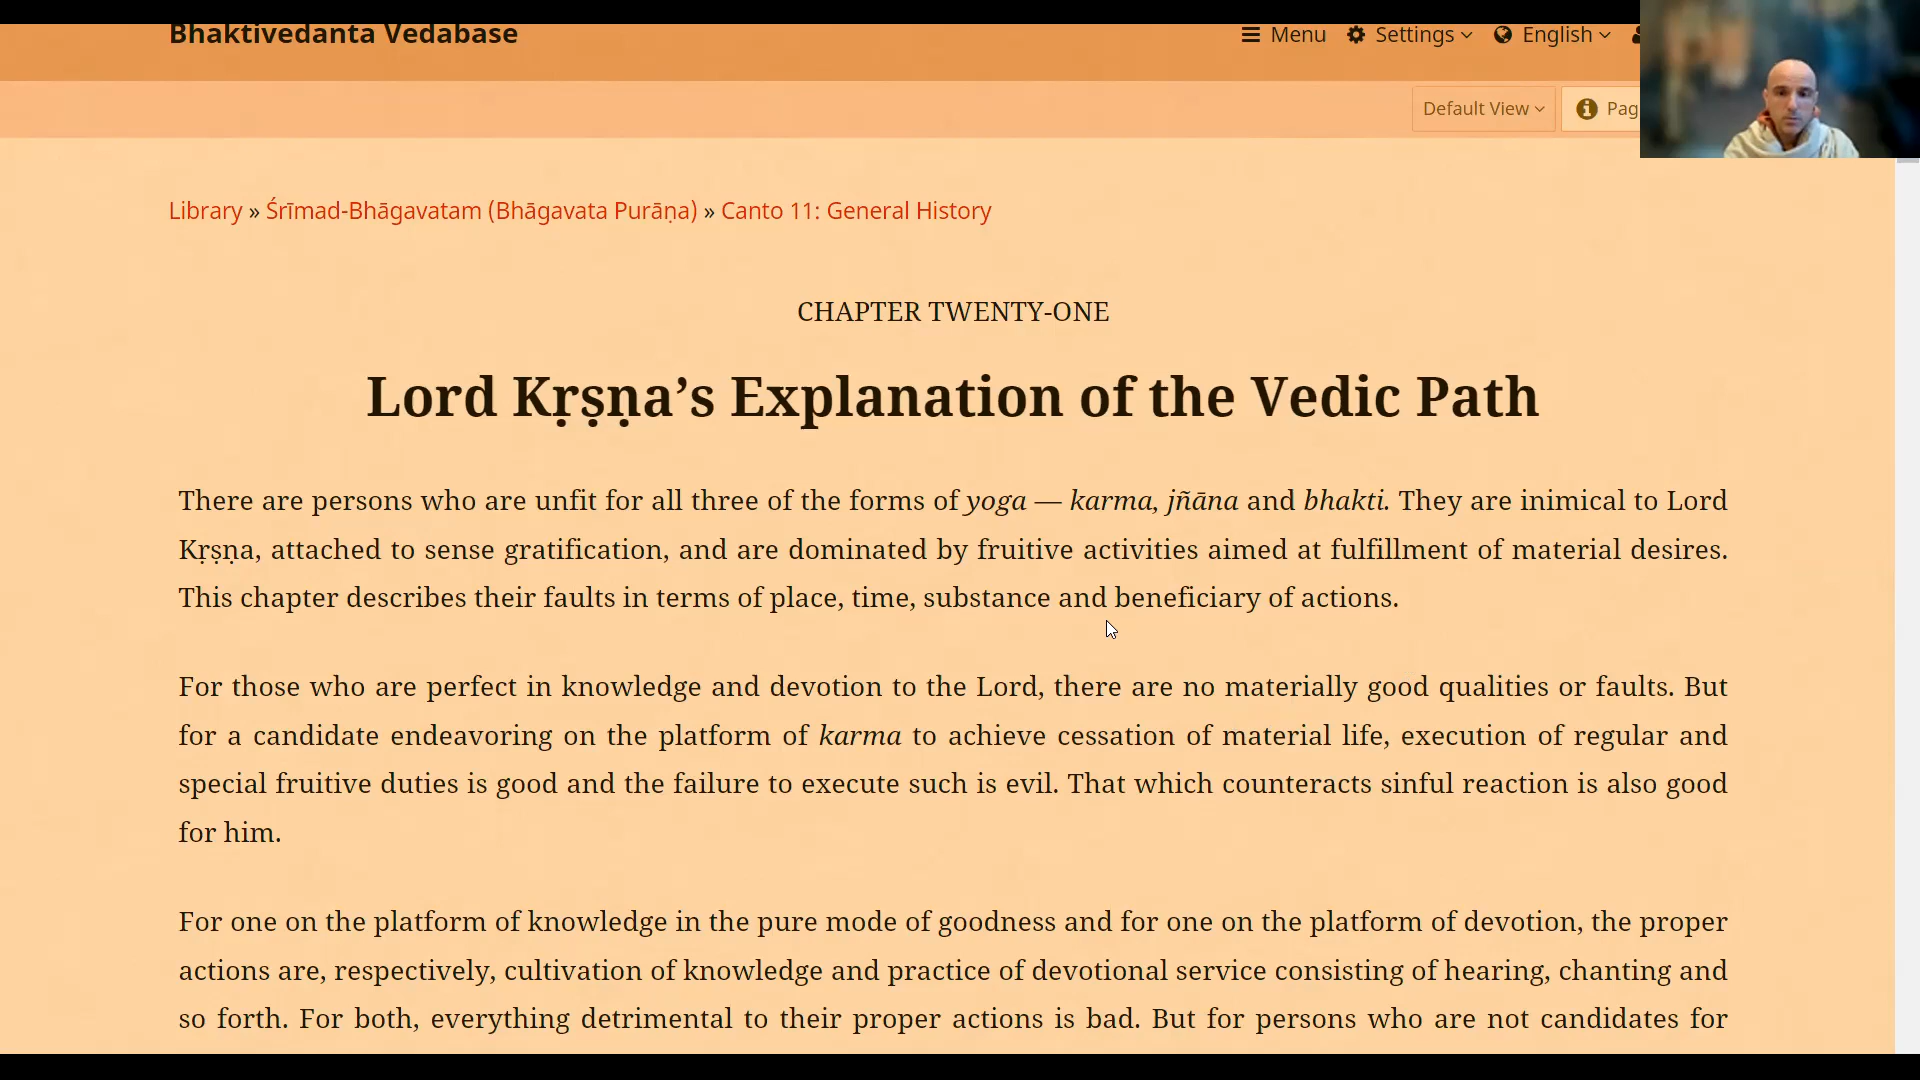 Bhaktivedanta Vedabase
Menu Settings English
Default View
Library » Śrīmad-Bhāgavatam (Bhāgavata Purāṇa) » Canto 11: General History
CHAPTER TWENTY-ONE
Lord Kṛṣṇa’s Explanation of the Vedic Path
There are persons who are unfit for all three of the forms of yoga — karma, jñāna and bhakti. They are inimical to Lord
Kṛṣṇa, attached to sense gratification, and are dominated by fruitive activities aimed at fulfillment of material desires.
This chapter describes their faults in terms of place, time, substance and beneficiary of actions.
For those who are perfect in knowledge and devotion to the Lord, there are no materially good qualities or faults. But
for a candidate endeavoring on the platform of karma to achieve cessation of material life, execution of regular and
special fruitive duties is good and the failure to execute such is evil. That which counteracts sinful reaction is also good
for him.
For one on the platform of knowledge in the pure mode of goodness and for one on the platform of devotion, the proper
actions are, respectively, cultivation of knowledge and practice of devotional service consisting of hearing, chanting and
so forth. For both, everything detrimental to their proper actions is bad. But for persons who are not candidates for